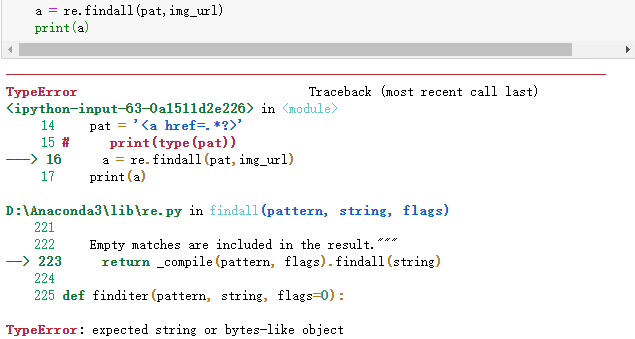 a = re.findall(pat,img_url)
print(a)
TypeError Traceback (most recent call last)
<ipython-input-63-0a1511d2e226> in <module>
14 pat = '<a href=.*?>'
15 # print(type(pat))
---> 16 a = re.findall(pat,img_url)
17 print(a)
D:\Anaconda3\lib\re.py in findall(pattern, string, flags)
221
222 Empty matches are included in the result."""
--> 223 return _compile(pattern, flags).findall(string)
224
225 def finditer(pattern, string, flags=0):
TypeError: expected string or bytes-like object